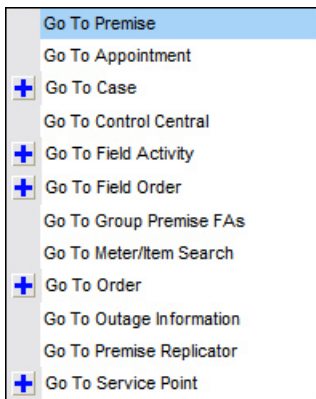 Go To Premise
Go To Appointment
Go To Case
Go To Control Central
Go To Field Activity
Go To Field Order
Go To Group Premise FAs
Go To Meter/Item Search
Go To Order
Go To Outage Information
Go To Premise Replicator
Go To Service Point